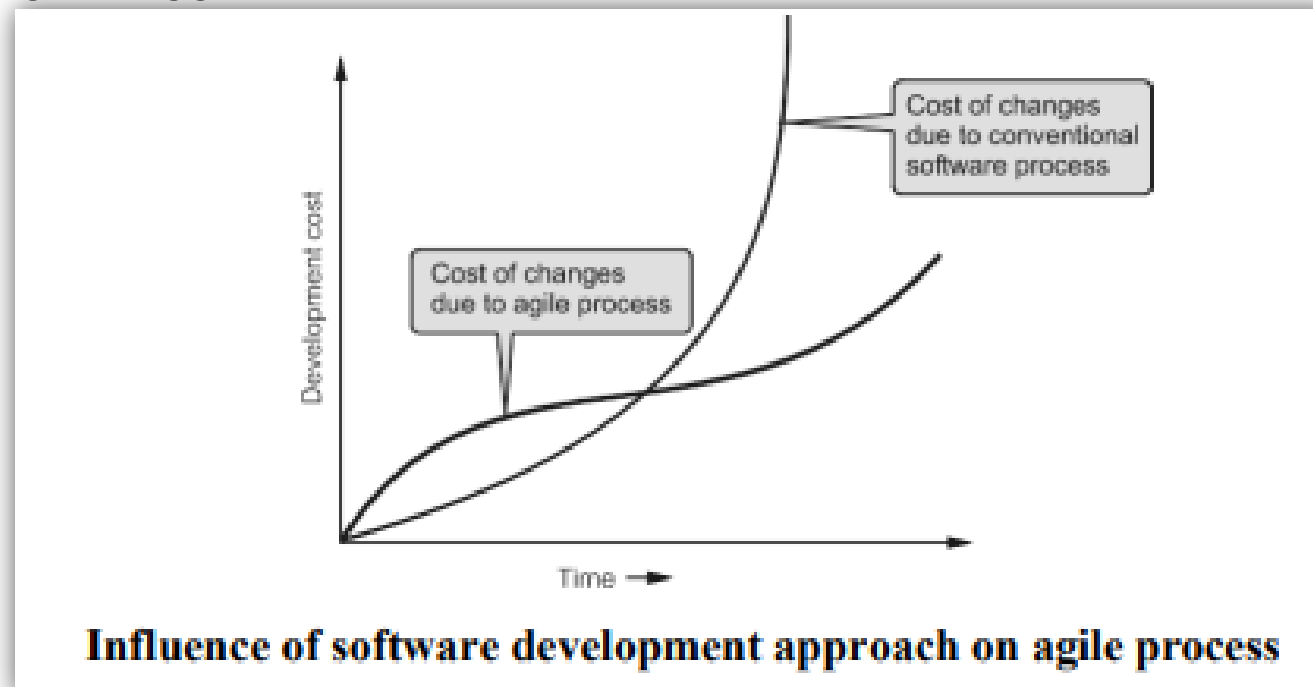 Cost of changes
due to conventional
software process
Cost of changes
due to agile process
Development cost
Time
Influence of software development approach on agile process